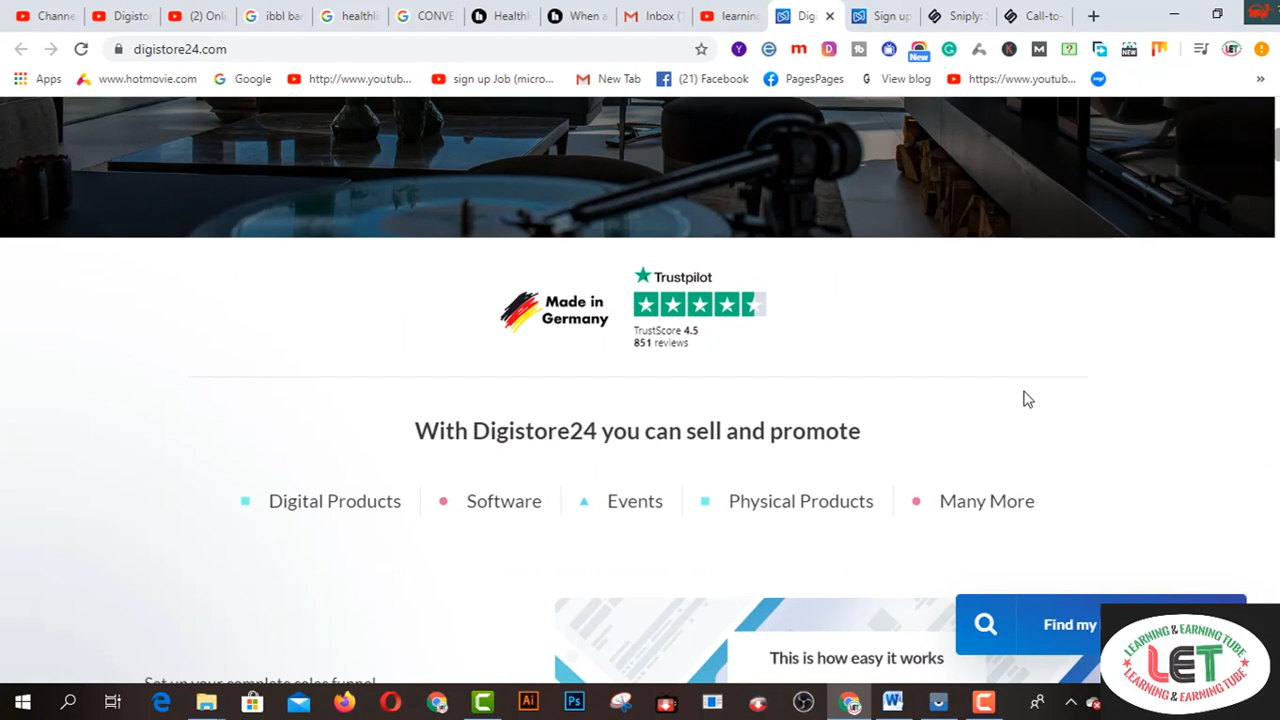 Channe
Digisto
(2) Onl
ibbl ba
healthli
CONVE
Healthl
When a
Inbox (
learning
Dig
Sign up
Sniply:
Call-to-
digistore24.com
New
NEW
Apps
www.hotmovie.com
Google
http://www.youtub...
sign up Job (micro...
New Tab
(21) Facebook
PagesPages
View blog
https://www.youtub...
»
Made in
Germany
Trustpilot
TrustScore 4.5
851 reviews
With Digistore24 you can sell and promote
Digital Products
Software
Events
Physical Products
Many More
Find my
This is how easy it works
LEARNING & EARNING TUBE
LET
LEARNING & EARNING TUBE